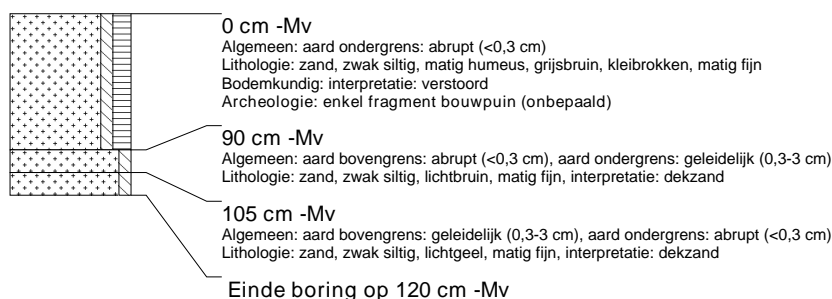 0 cm -Mv
Algemeen: aard ondergrens: abrupt (<0,3 cm)
Lithologie: zand, zwak siltig, matig humeus, grijsbruin, kleibrokken, matig fijn
Bodemkundig: interpretatie: verstoord
Archeologie: enkel fragment bouwpuin (onbepaald)
90 cm -Mv
Algemeen: aard bovengrens: abrupt (<0,3 cm), aard ondergrens: geleidelijk (0,3-3 cm)
Lithologie: zand, zwak siltig, lichtbruin, matig fijn, interpretatie: dekzand
105 cm -Mv
Algemeen: aard bovengrens: geleidelijk (0,3-3 cm), aard ondergrens: abrupt (<0,3 cm)
Lithologie: zand, zwak siltig, lichtgeel, matig fijn, interpretatie: dekzand
Einde boring op 120 cm -Mv